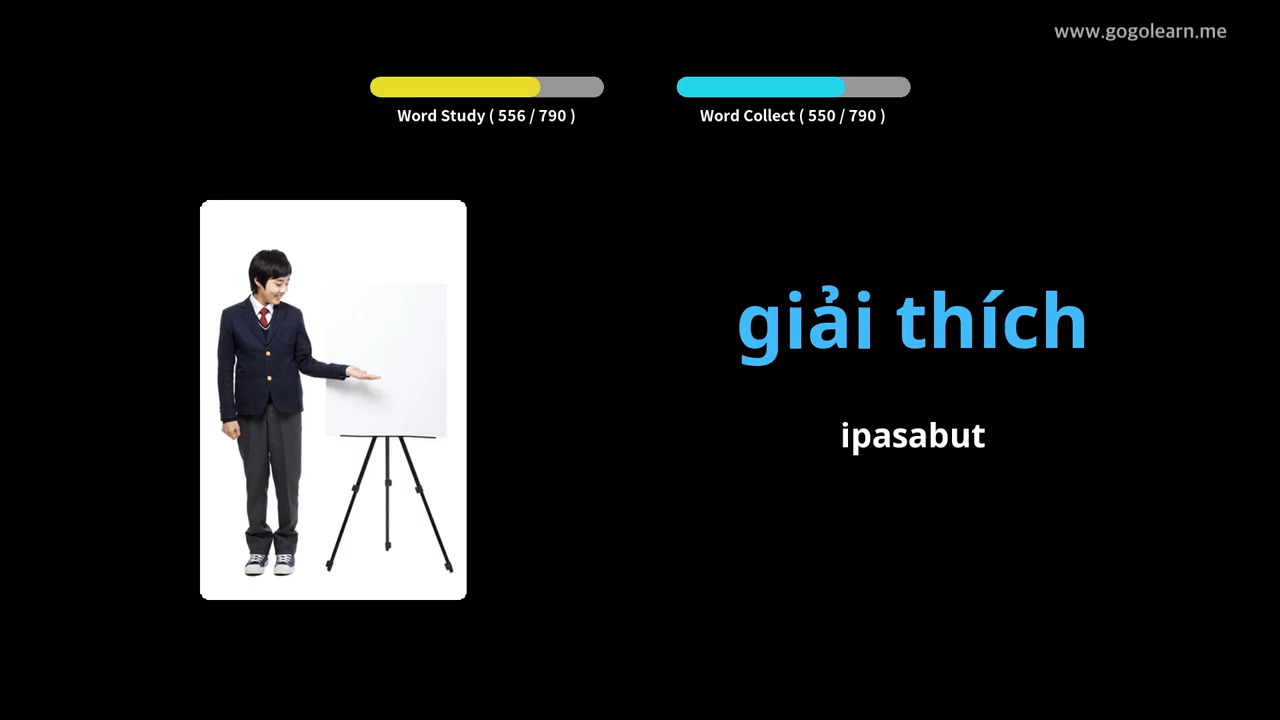 www.gogolearn.me
Word Study ( 556 / 790 )
Word Collect ( 550 / 790 )
giải thích
ipasabut